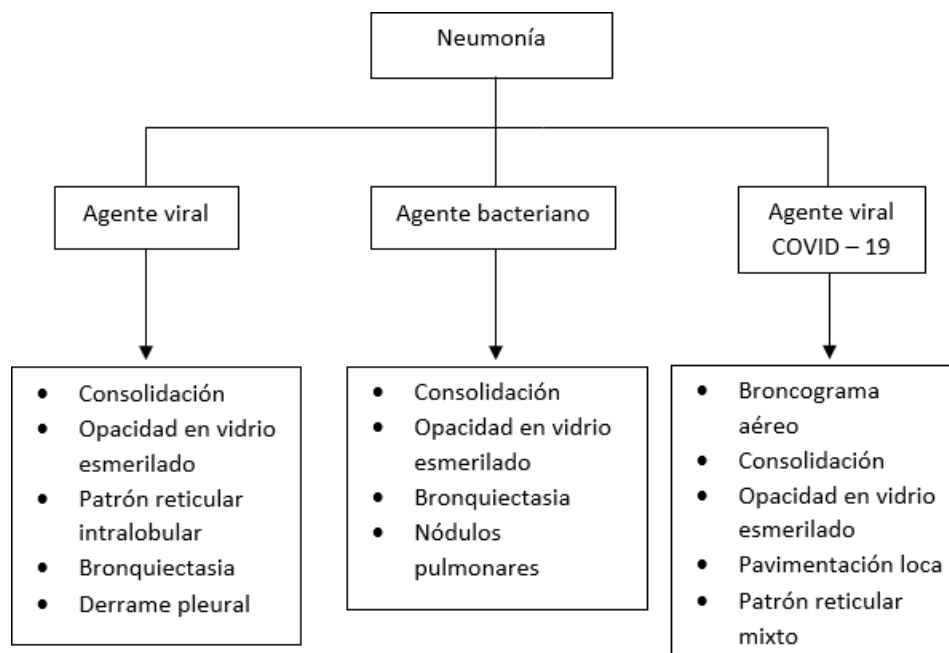 Neumonía
Agente viral
Agente bacteriano
Agente viral
COVID – 19
• Consolidación
• Opacidad en vidrio
esmerilado
• Patrón reticular
intralobular
• Bronquiectasia
• Derrame pleural
• Consolidación
• Opacidad en vidrio
esmerilado
• Bronquiectasia
• Nódulos
pulmonares
• Broncograma
aéreo
• Consolidación
• Opacidad en vidrio
esmerilado
• Pavimentación loca
• Patrón reticular
mixto